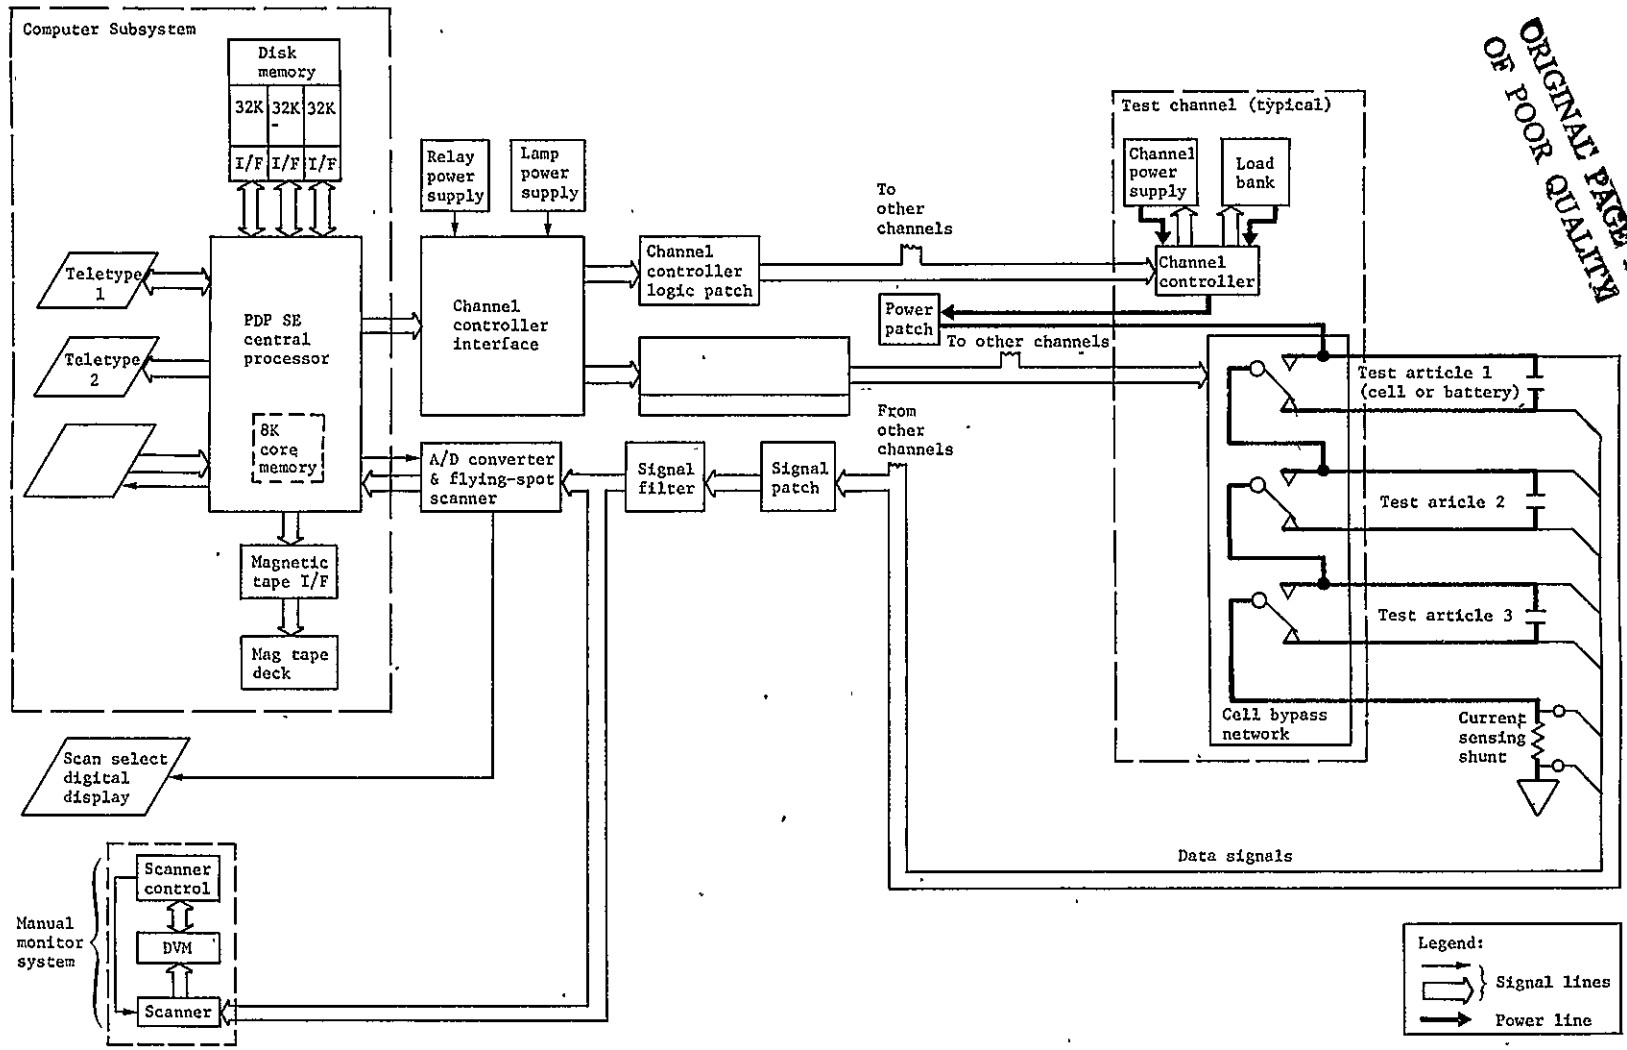 Computer Subsystem
Disk
memory
32K 32K 32K
I/F I/F I/F
Teletype
1
Teletype
2
PDP SE
central
processor
8K
core
memory
Magnetic
tape I/F
Mag tape
deck
Relay
power
supply
Lamp
power
supply
Channel
controller
interface
Channel
controller
logic patch
To
other
channels
Power
patch
To other channels
From
other
channels
A/D converter
& flying-spot
scanner
Signal
filter
Signal
patch
Test channel (typical)
Channel
power
supply
Load
bank
Channel
controller
Test article 1
(cell or battery)
Test aricle 2
Test article 3
Cell bypass
network
Current
sensing
shunt
Data signals
Scan select
digital
display
Manual
monitor
system
Scanner
control
DVM
Scanner
Legend:
Signal lines
Power line
ORIGINAL PAGE
OF POOR QUALITY